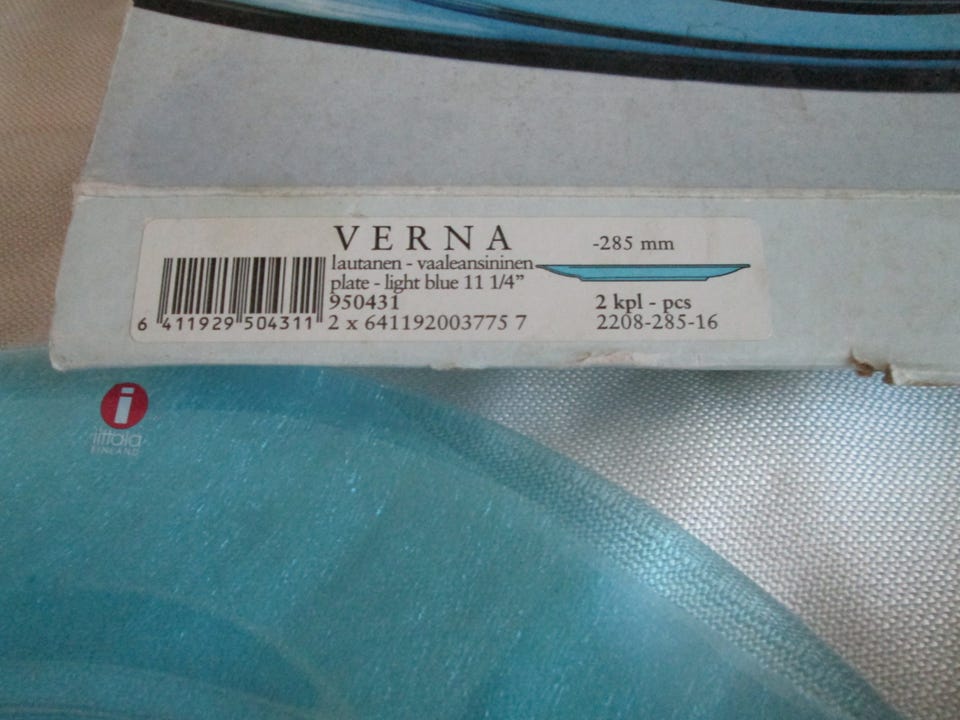 VERNA
lautanen - vaaleansininen
plate - light blue 11 1/4”
950431
2 x 641192003775 7
6 411929 504311
-285 mm
2 kpl - pcs
2208-285-16
i
iittala
FINLAND